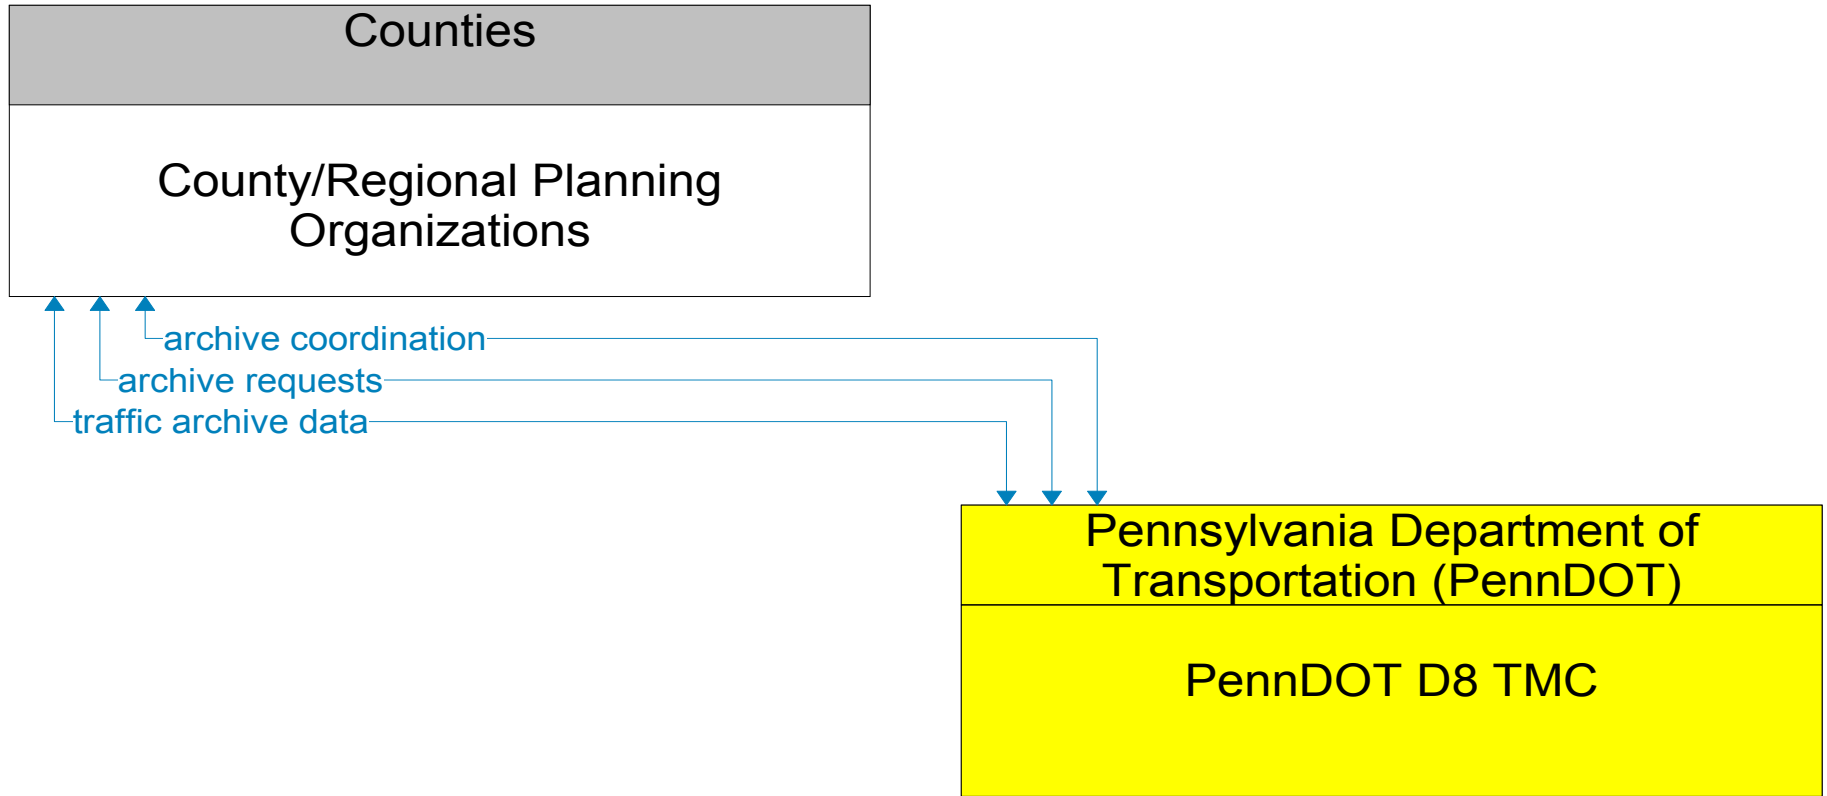 Counties
County/Regional Planning
Organizations
archive coordination
archive requests
traffic archive data
Pennsylvania Department of
Transportation (PennDOT)
PennDOT D8 TMC